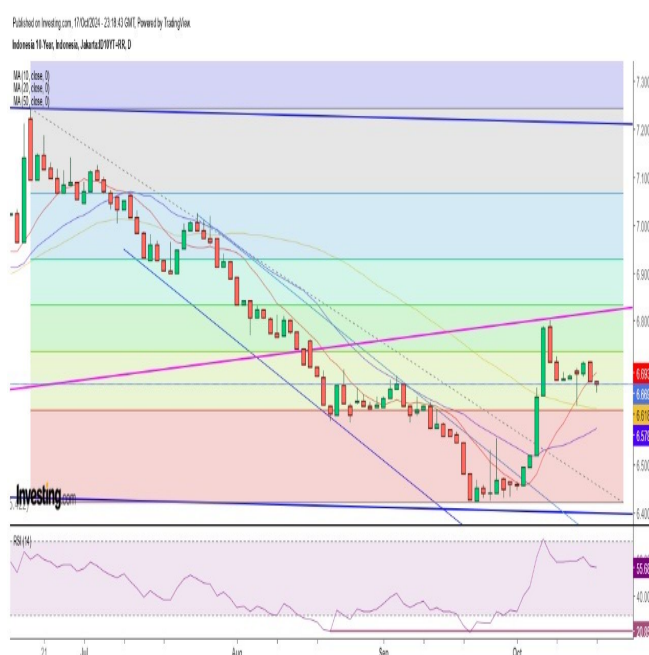 Published on Investing.com, 17/Oct/2024 - 23:18:43 GMT, Powered by TradingView.
Indonesia 10-Year, Indonesia, Jakarta:ID10YT=RR, D
MA (10, close, 0)
MA (20, close, 0)
MA (50, close, 0)
7.300
7.200
7.100
7.000
6.900
6.800
6.693
6.618
6.578
6.500
6.400
Investing.com
RSI (14)
55.68
40.00
21
Jul
Aug
Sep
Oct